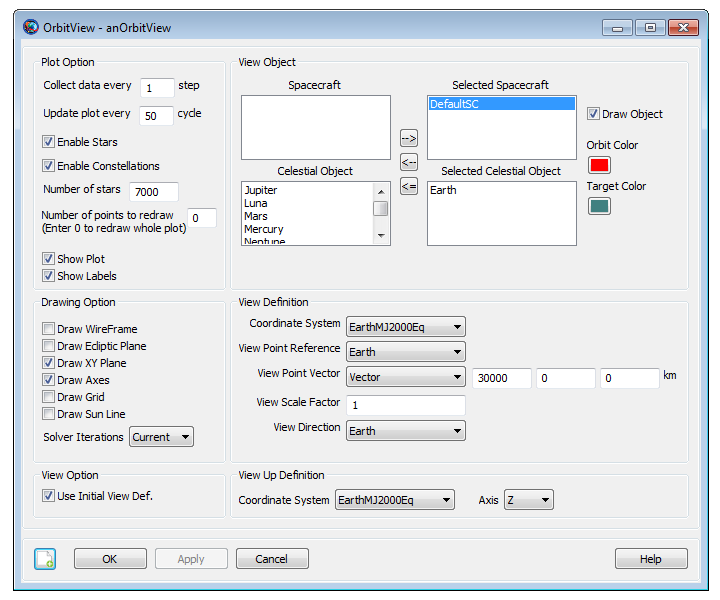 OrbitView - anOrbitView
Plot Option
Collect data every 1 step
Update plot every 50 cycle
Enable Stars
Enable Constellations
Number of stars 7000
Number of points to redraw 0
(Enter 0 to redraw whole plot)
Show Plot
Show Labels
View Object
Spacecraft
Selected Spacecraft
DefaultSC
-->
<--
<=
Draw Object
Orbit Color
Target Color
Celestial Object
Jupiter
Luna
Mars
Mercury
Neptune
Selected Celestial Object
Earth
Drawing Option
Draw WireFrame
Draw Ecliptic Plane
Draw XY Plane
Draw Axes
Draw Grid
Draw Sun Line
Solver Iterations Current
View Definition
Coordinate System EarthMJ2000Eq
View Point Reference Earth
View Point Vector Vector 30000 0 0 km
View Scale Factor 1
View Direction Earth
View Option
Use Initial View Def.
View Up Definition
Coordinate System EarthMJ2000Eq Axis Z
OK Apply Cancel Help